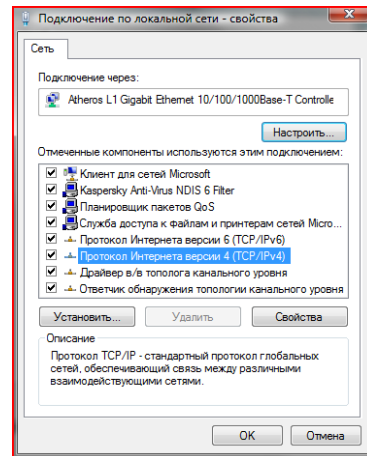 Подключение по локальной сети - свойства
Сеть
Подключение через:
Atheros L1 Gigabit Ethernet 10/100/1000Base-T Controlle
Настроить...
Отмеченные компоненты используются этим подключением:
Клиент для сетей Microsoft
Kaspersky Anti-Virus NDIS 6 Filter
Планировщик пакетов QoS
Служба доступа к файлам и принтерам сетей Micro...
Протокол Интернета версии 6 (TCP/IPv6)
Протокол Интернета версии 4 (TCP/IPv4)
Драйвер в/в тополога канального уровня
Ответчик обнаружения топологии канального уровня
Установить... Удалить Свойства
Описание
Протокол TCP/IP - стандартный протокол глобальных
сетей, обеспечивающий связь между различными
взаимодействующими сетями.
OK Отмена